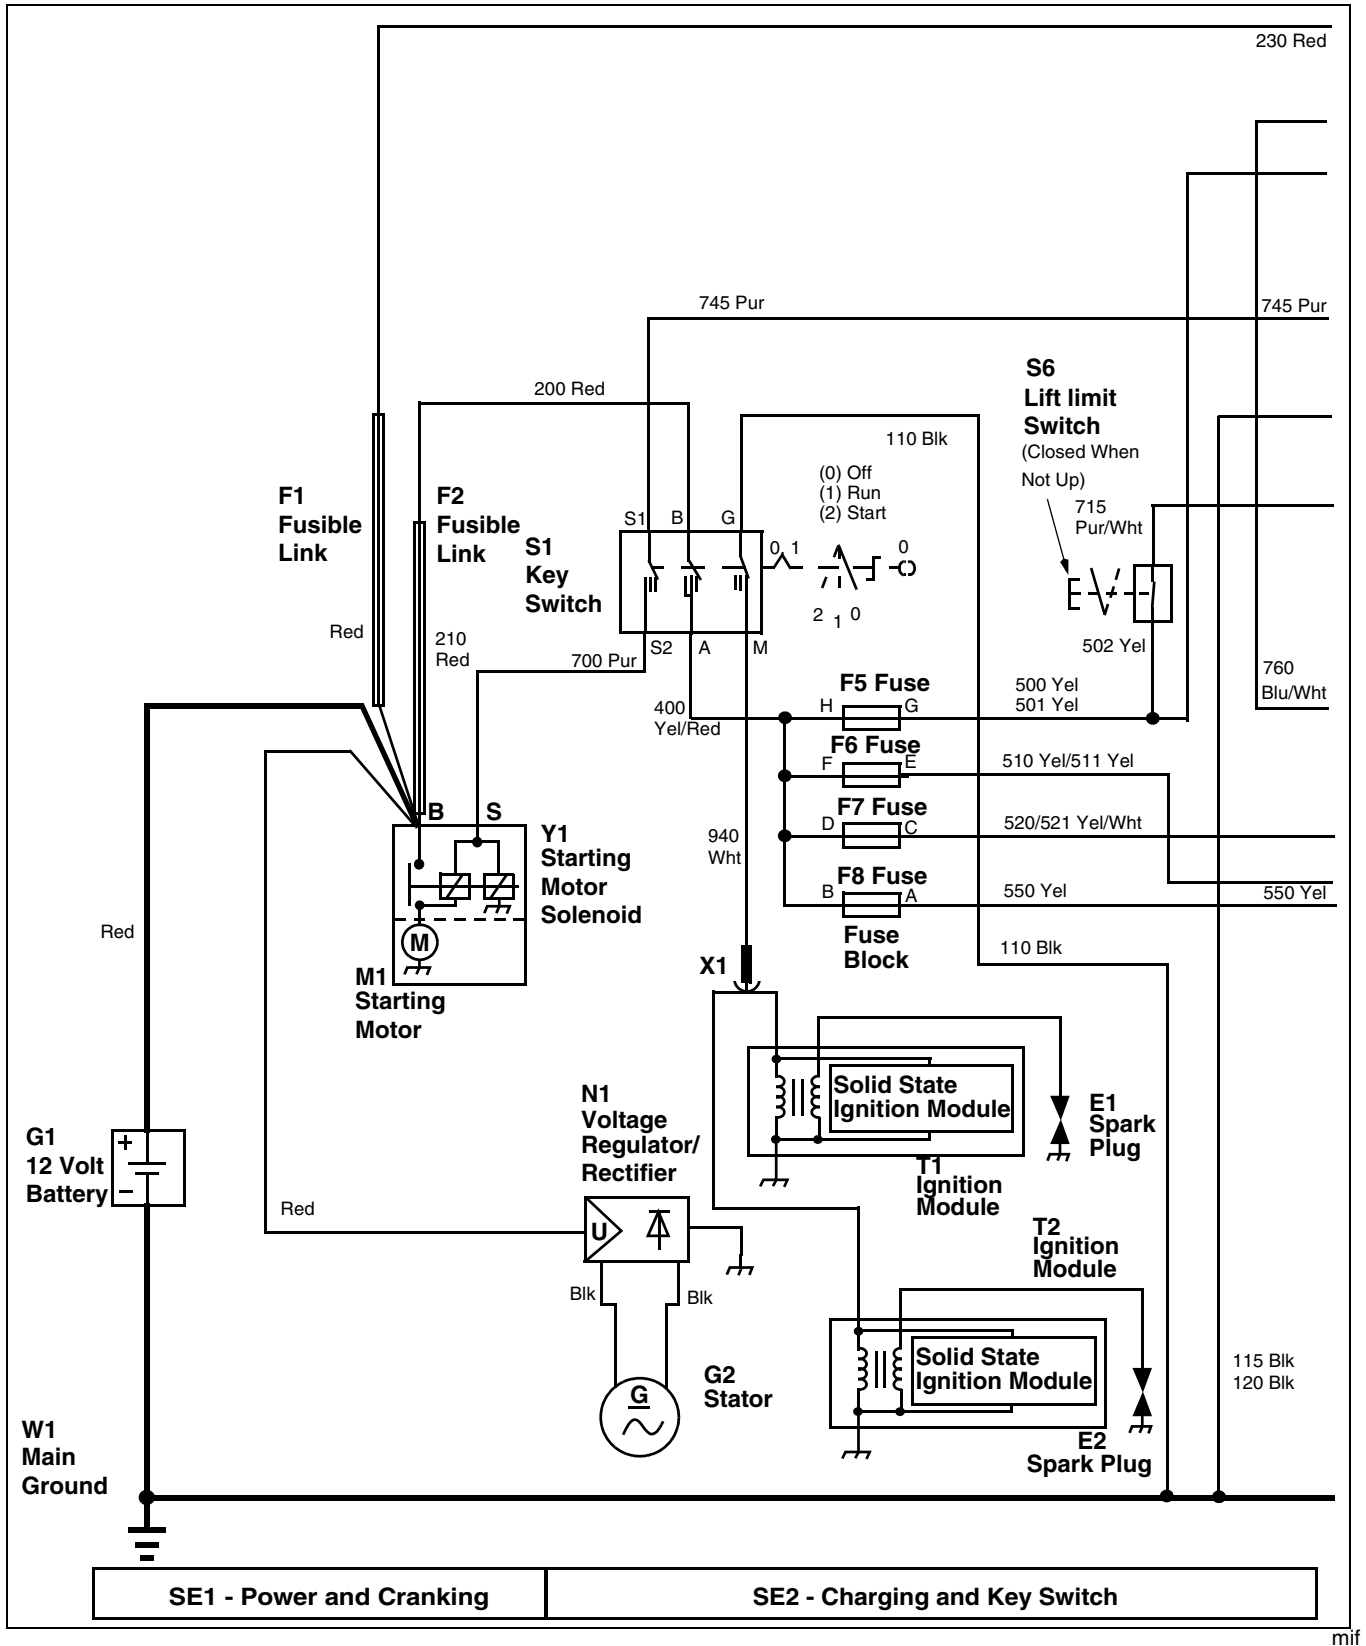 230 Red
745 Pur
745 Pur
S6
Lift limit
Switch
(Closed When
Not Up)
200 Red
110 Blk
(0) Off
(1) Run
(2) Start
F1
Fusible
Link
F2
Fusible
Link
S1
Key
Switch
S1
B
G
0
1
0
2
1
0
715
Pur/Wht
Red
210
Red
700 Pur
S2
A
M
502 Yel
760
Blu/Wht
400
Yel/Red
F5 Fuse
H
G
500 Yel
501 Yel
F6 Fuse
F
E
510 Yel/511 Yel
F7 Fuse
D
C
520/521 Yel/Wht
F8 Fuse
B
A
550 Yel
550 Yel
Fuse
Block
B
S
Y1
Starting
Motor
Solenoid
940
Wht
Red
M
M1
Starting
Motor
X1
110 Blk
N1
Voltage
Regulator/
Rectifier
Solid State
Ignition Module
E1
Spark
Plug
T1
Ignition
Module
G1
12 Volt
Battery
+
−
Red
U
T2
Ignition
Module
Blk
Blk
G
G2
Stator
Solid State
Ignition Module
115 Blk
120 Blk
E2
Spark Plug
W1
Main
Ground
SE1 - Power and Cranking
SE2 - Charging and Key Switch
mif